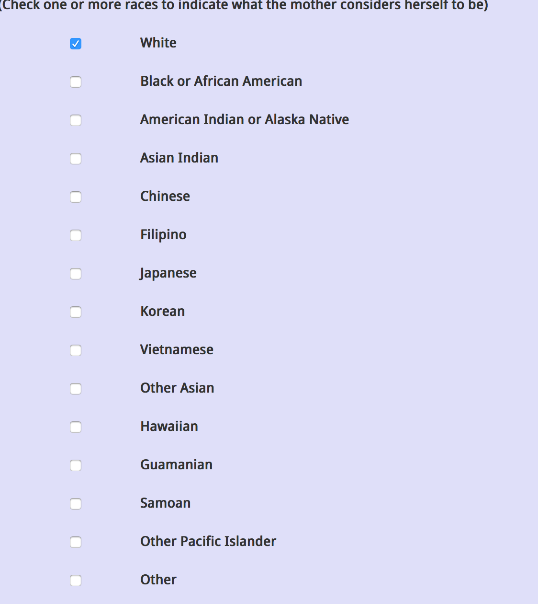 (Check one or more races to indicate what the mother considers herself to be)
White
Black or African American
American Indian or Alaska Native
Asian Indian
Chinese
Filipino
Japanese
Korean
Vietnamese
Other Asian
Hawaiian
Guamanian
Samoan
Other Pacific Islander
Other